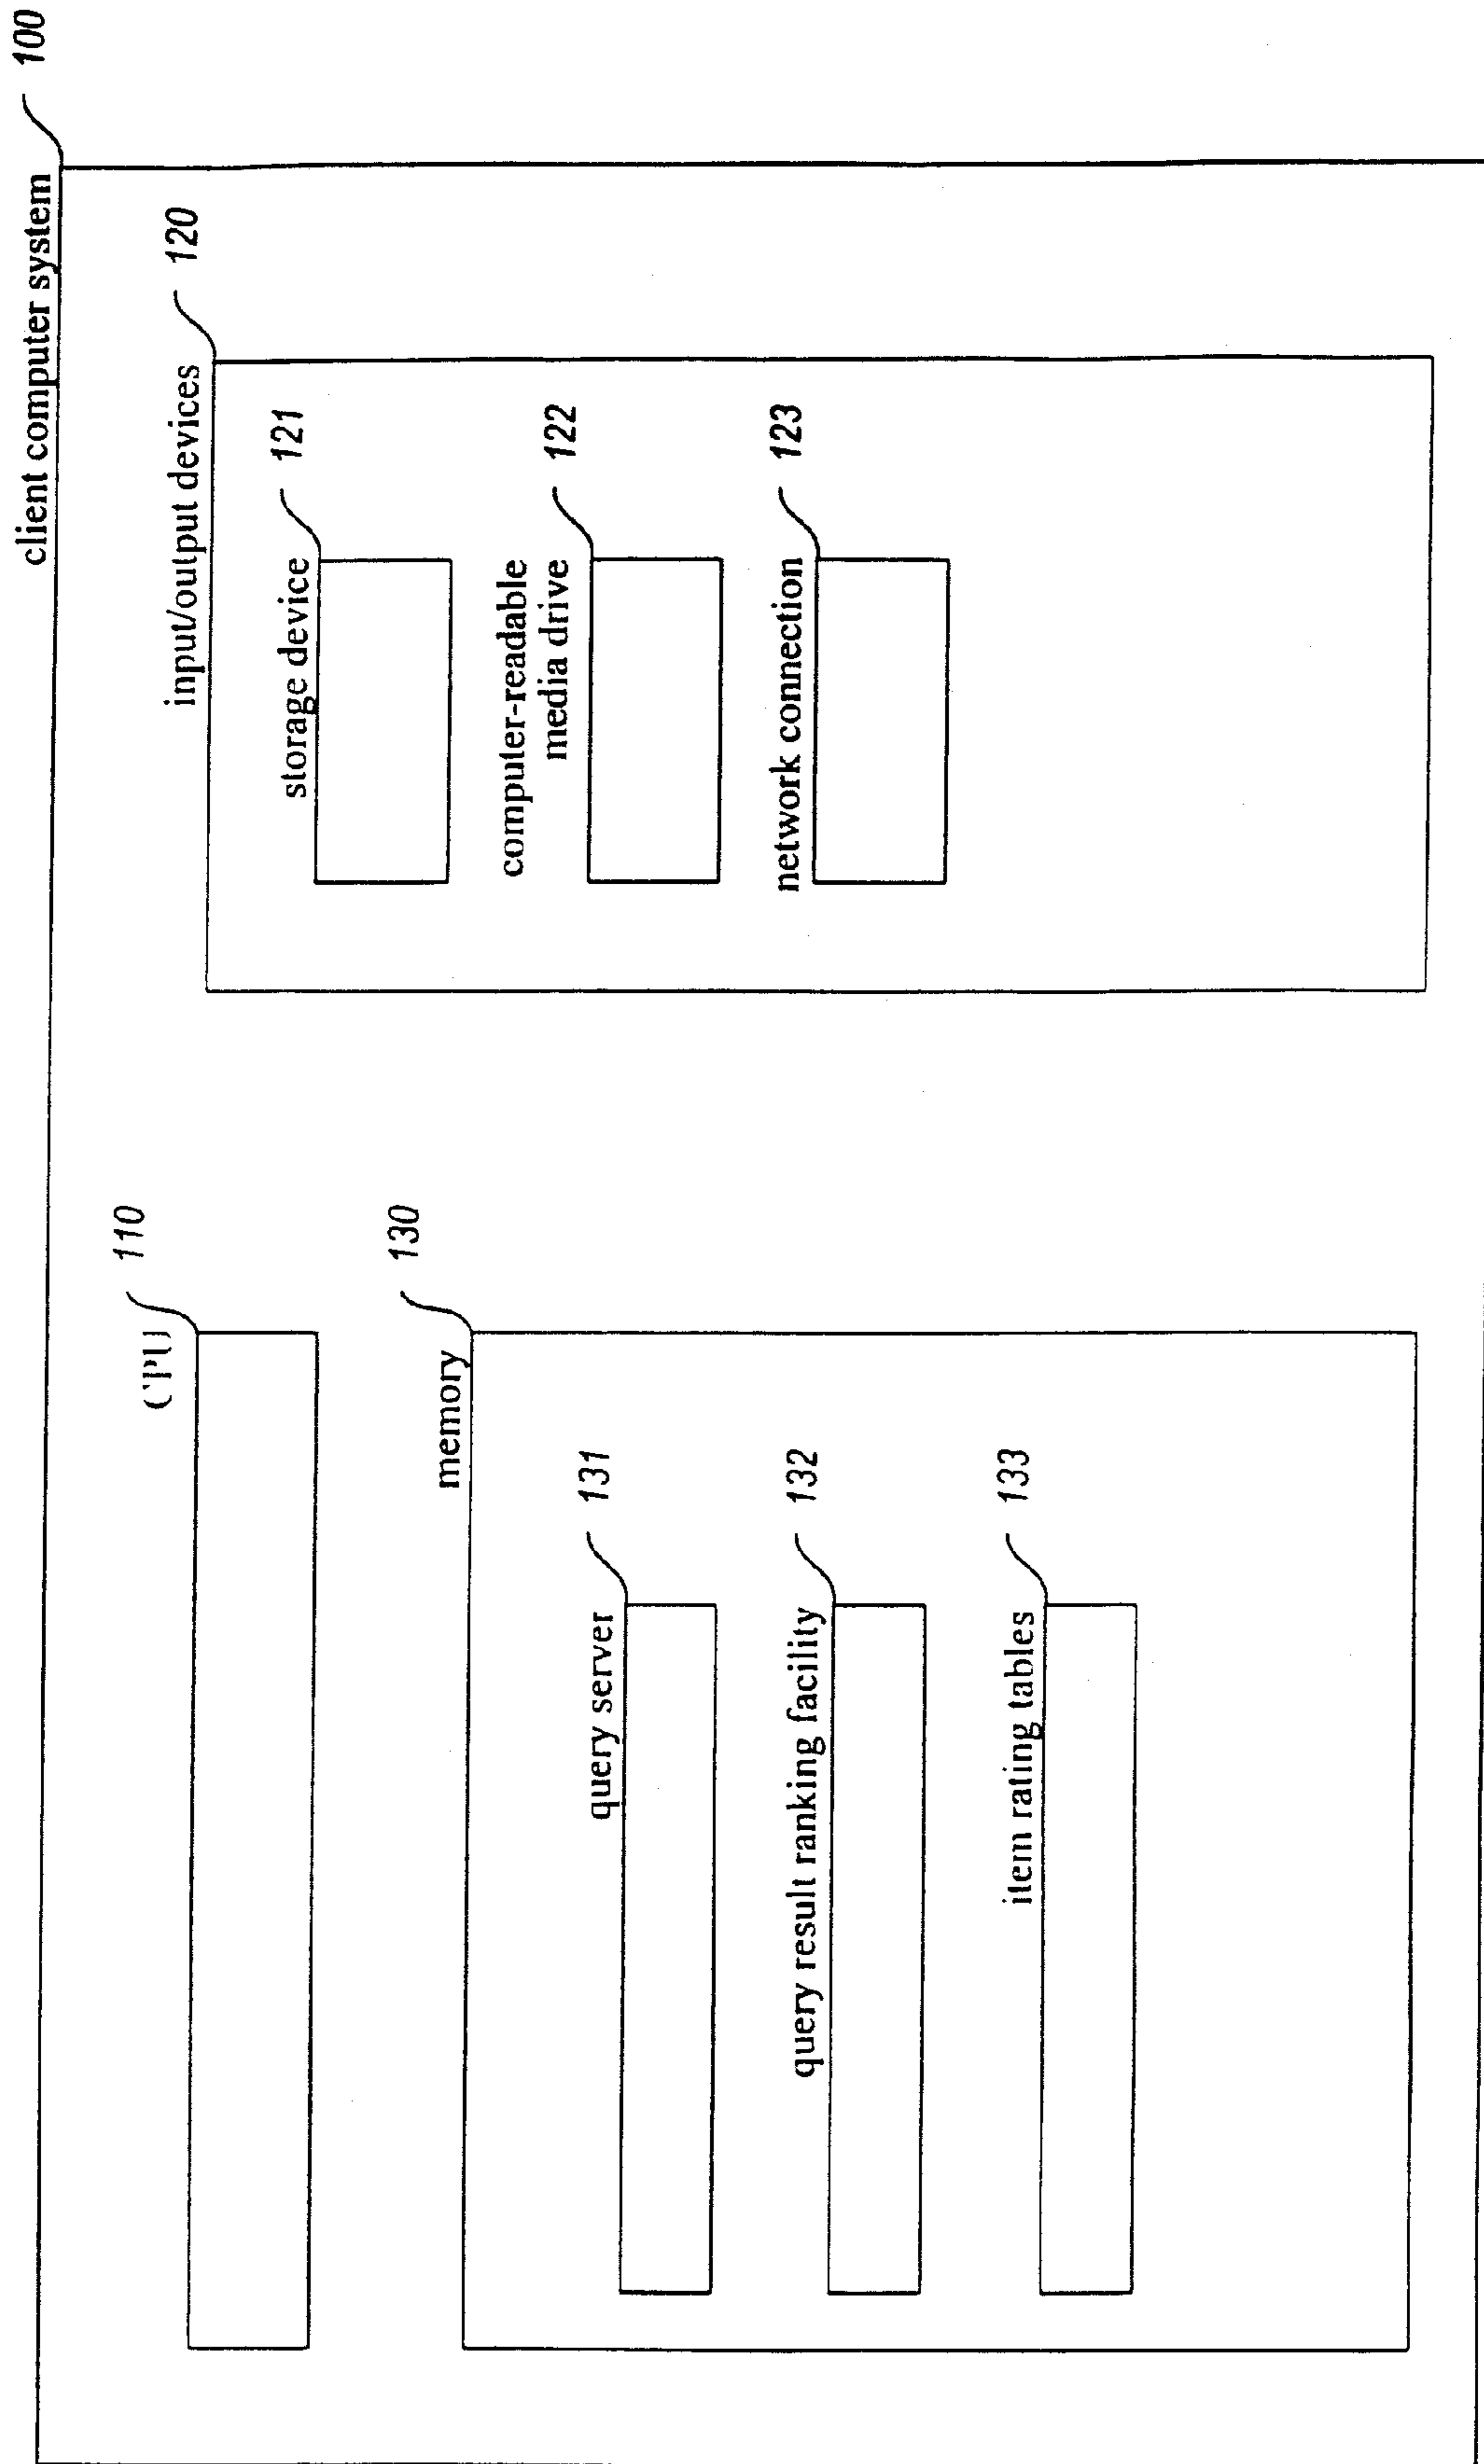 client computer system
100
CPU
110
memory
130
query server
131
query result ranking facility
132
item rating tables
133
input/output devices
120
storage device
121
computer-readable
media drive
122
network connection
123